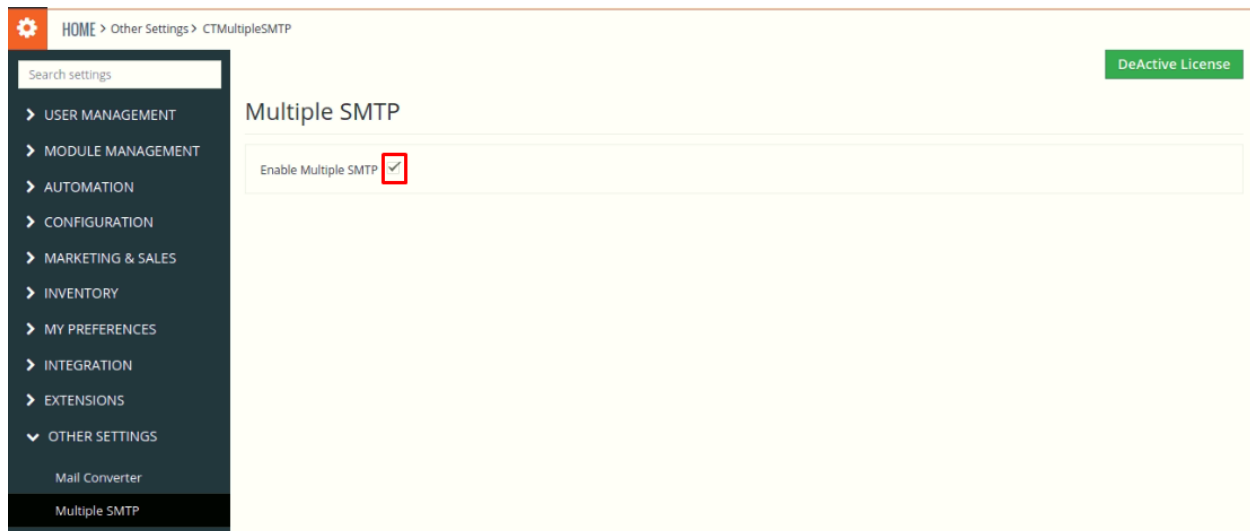 HOME > Other Settings > CTMultipleSMTP
DeActive License
Search settings
USER MANAGEMENT
MODULE MANAGEMENT
AUTOMATION
CONFIGURATION
MARKETING & SALES
INVENTORY
MY PREFERENCES
INTEGRATION
EXTENSIONS
OTHER SETTINGS
Mail Converter
Multiple SMTP
Multiple SMTP
Enable Multiple SMTP